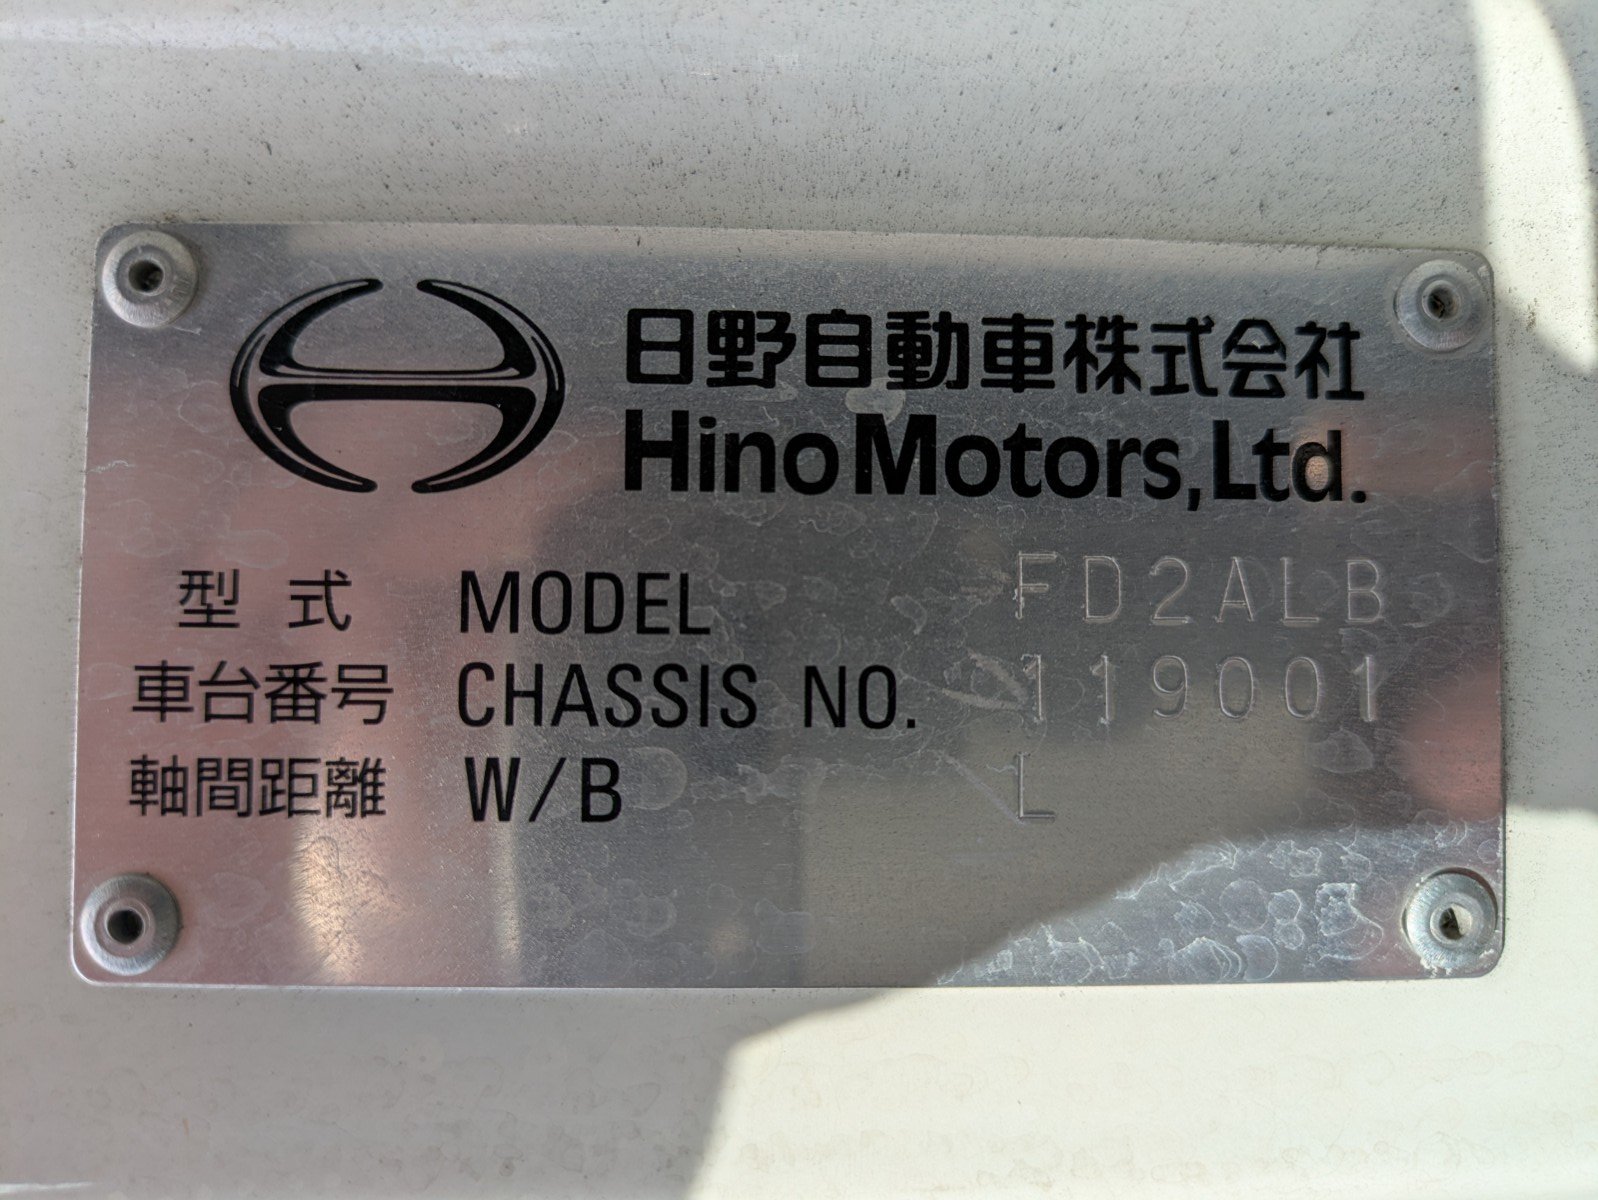 日野自動車株式会社
Hino Motors, Ltd.
型式 MODEL FD2ALB
車台番号 CHASSIS NO. 119001
軸間距離 W/B L